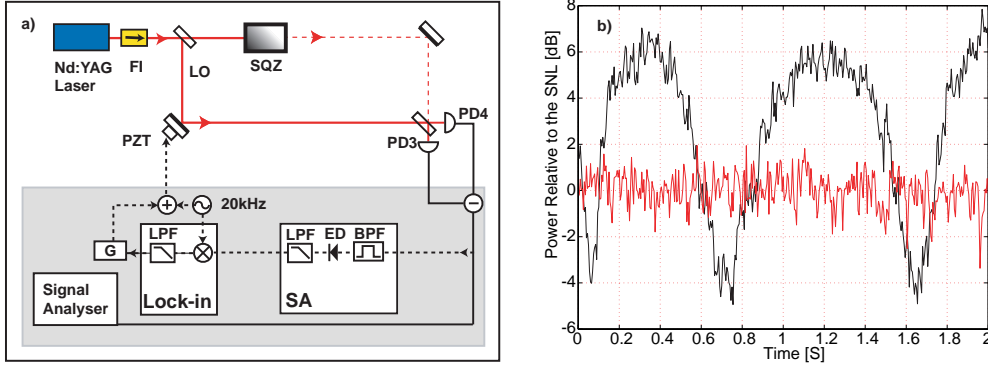 a)
Nd:YAG
Laser
FI
LO
SQZ
PZT
PD4
PD3
20kHz
G
LPF
LPF ED BPF
Lock-in
SA
Signal
Analyser
b)
Power Relative to the SNL [dB]
8
6
4
2
0
-2
-4
-6
0 0.2 0.4 0.6 0.8 1 1.2 1.4 1.6 1.8 2
Time [S]